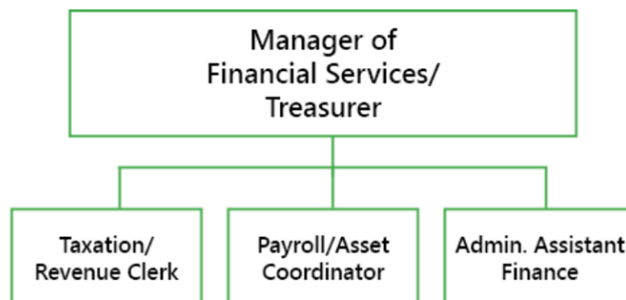 Manager of
Financial Services/
Treasurer
Taxation/
Revenue Clerk
Payroll/Asset
Coordinator
Admin. Assistant
Finance